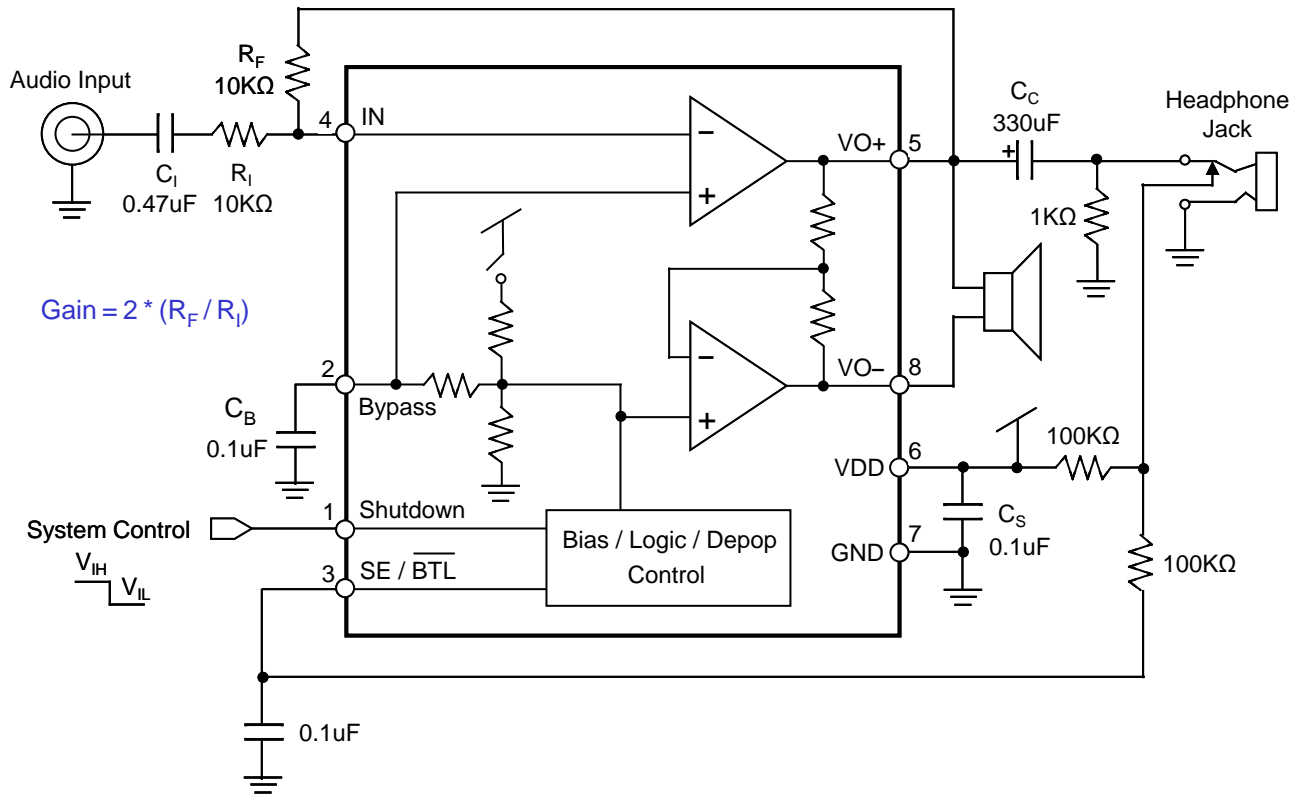 Audio Input
R_F
10KΩ
C_I
0.47uF
R_I
10KΩ
4
IN
Gain = 2 * (R_F / R_I)
2
Bypass
C_B
0.1uF
System Control
V_IH
V_IL
1
Shutdown
3
SE / B̅T̅L̅
0.1uF
Bias / Logic / Depop
Control
−
+
−
+
VO+
5
VO−
8
VDD
6
GND
7
C_C
330uF
+
1KΩ
Headphone
Jack
100KΩ
C_S
0.1uF
100KΩ